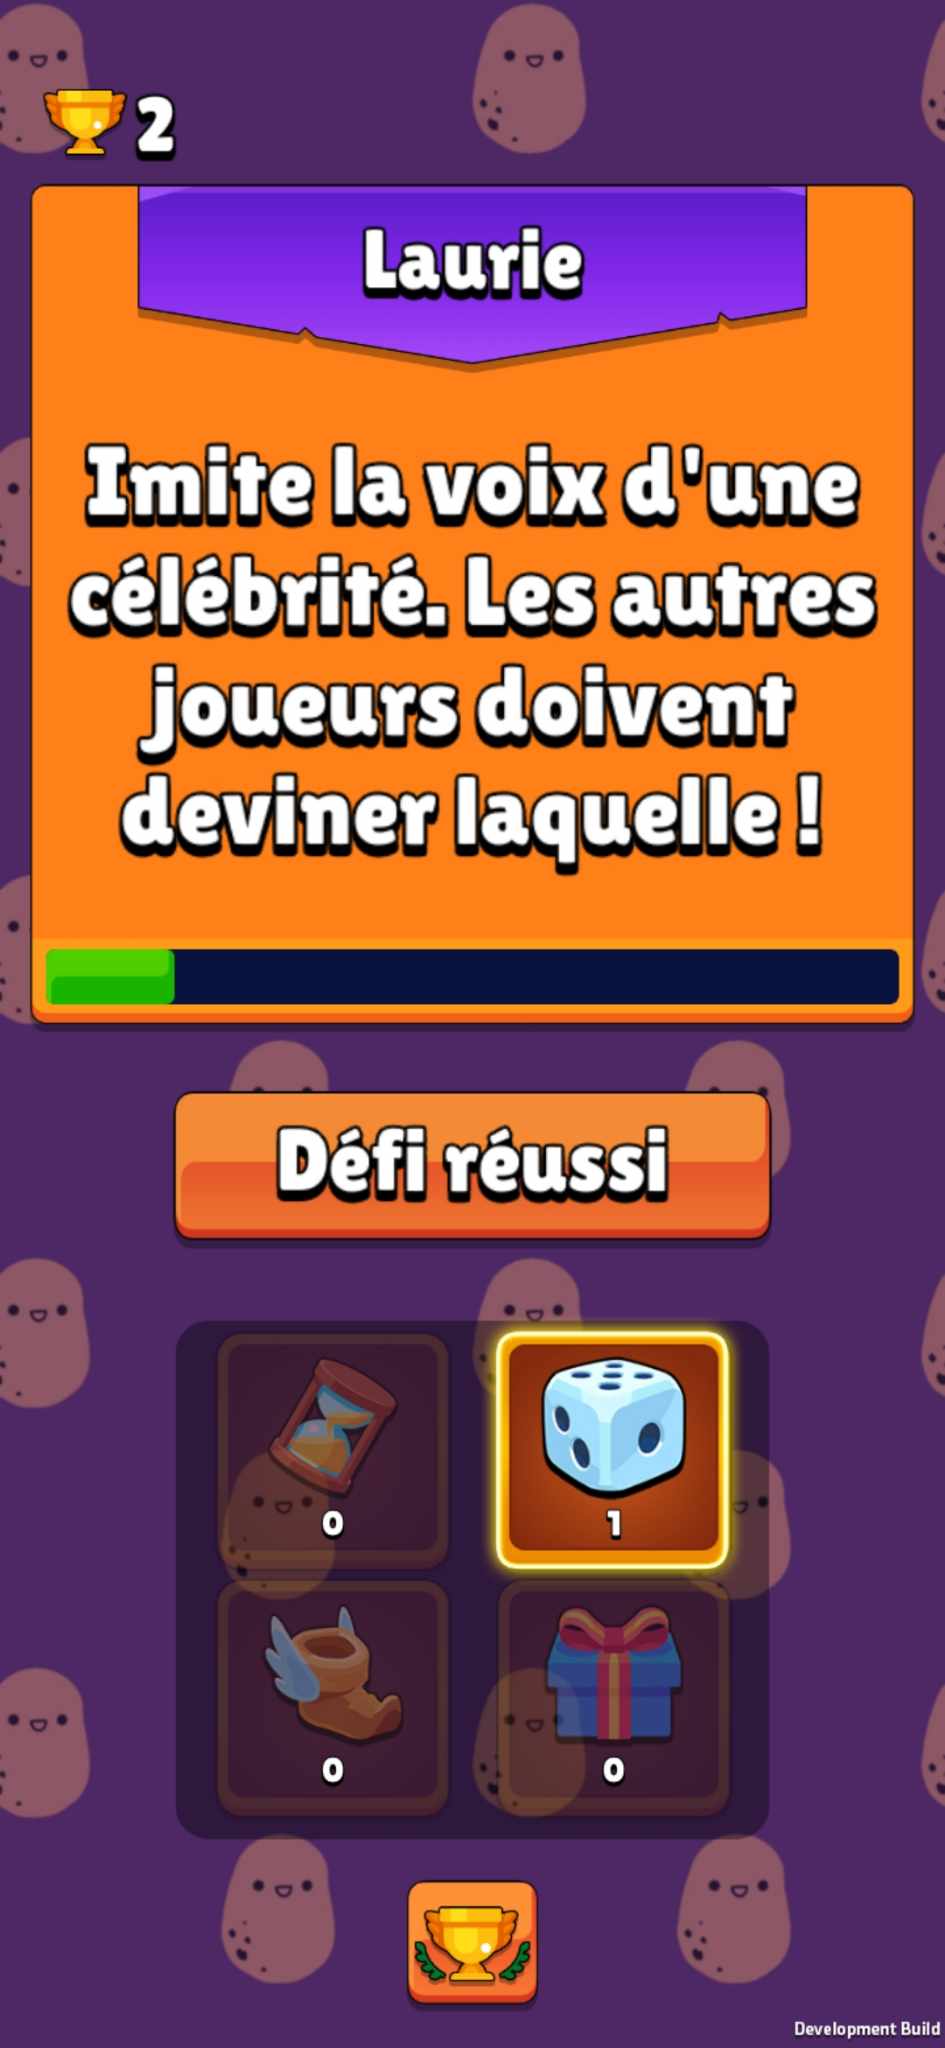 2
Laurie
Imite la voix d'une
célébrité. Les autres
joueurs doivent
deviner laquelle !
Défi réussi
0
1
0
0
Development Build